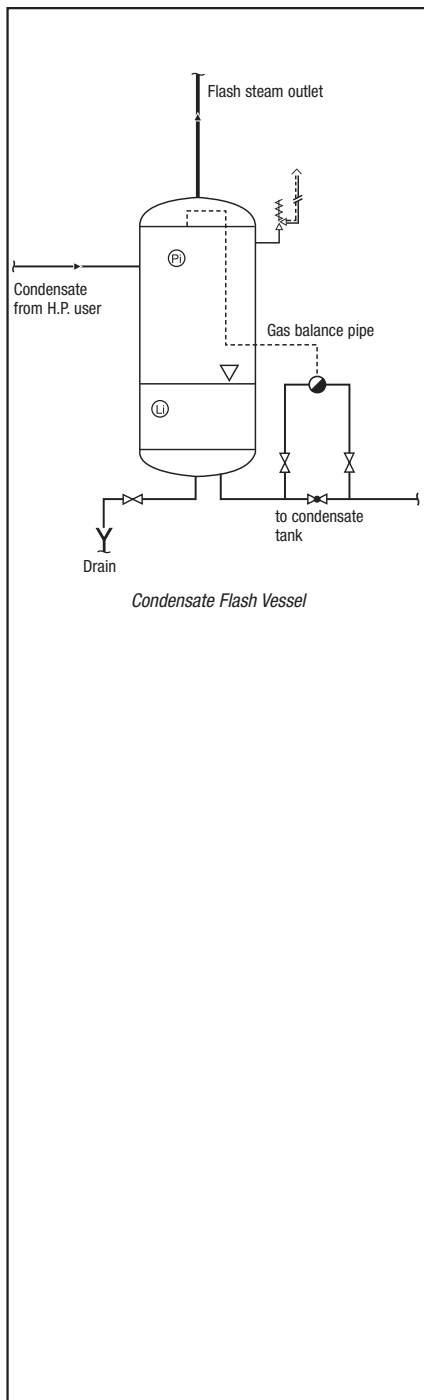 Flash steam outlet
Pi
Condensate
from H.P. user
Gas balance pipe
Li
to condensate
tank
Drain
Condensate Flash Vessel